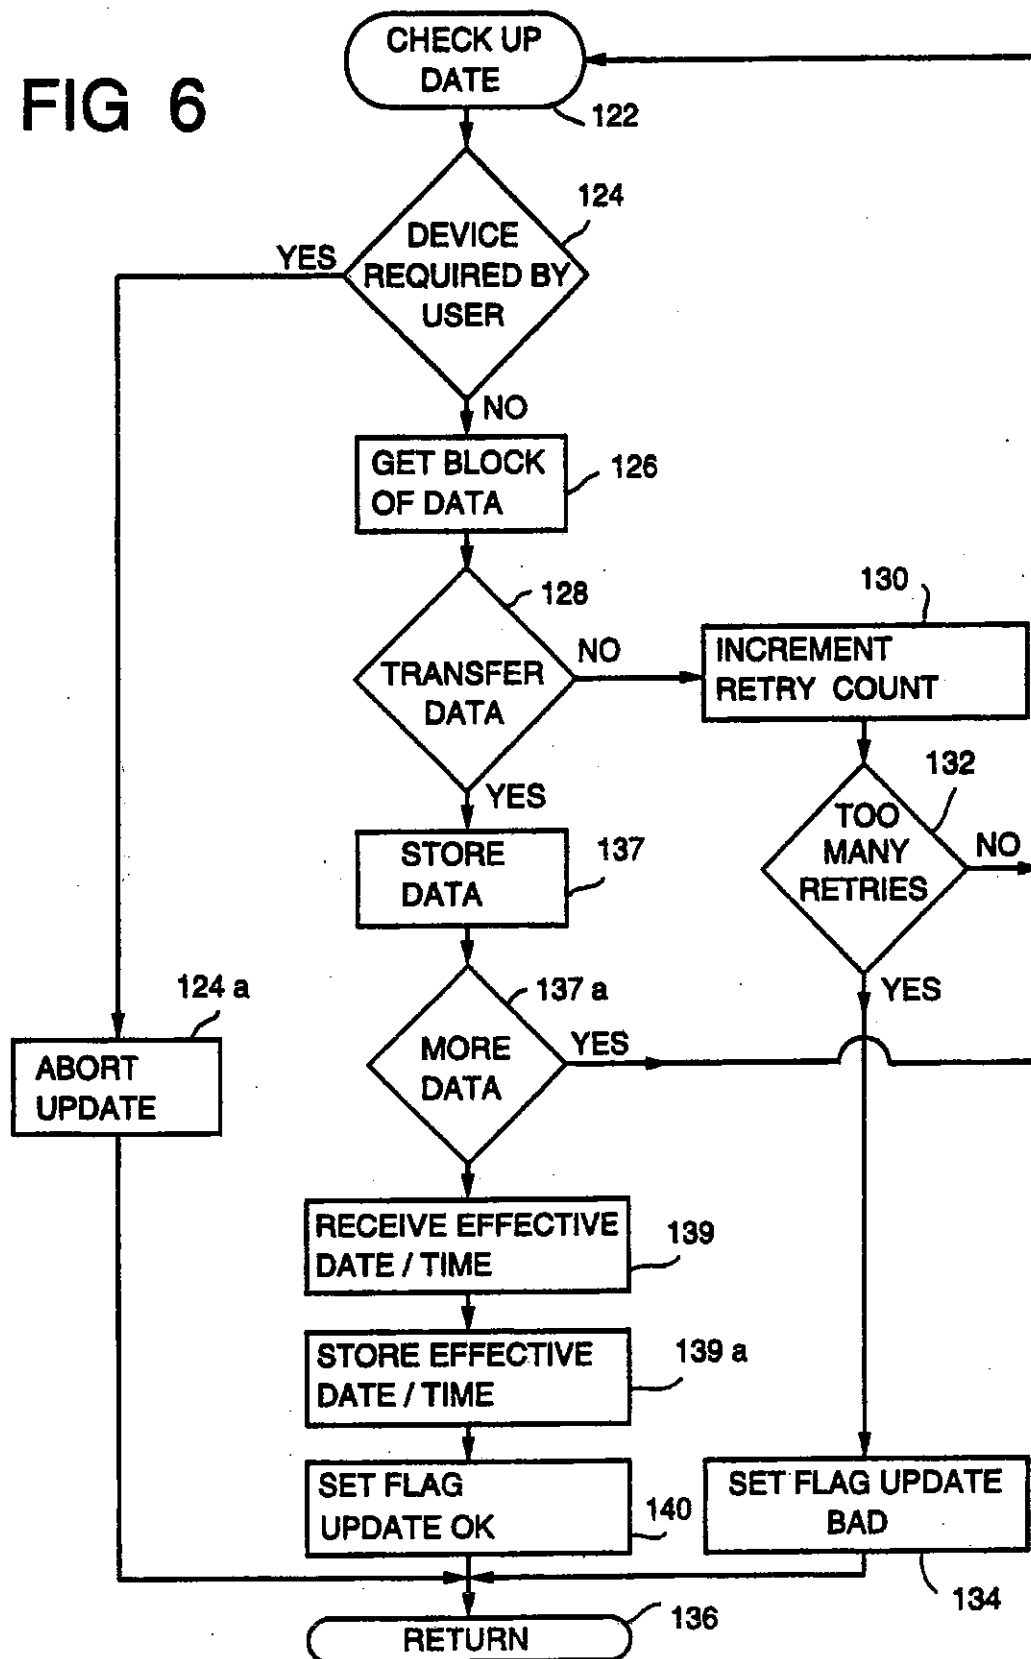 FIG 6
CHECK UP
DATE
122
124
DEVICE
REQUIRED BY
USER
YES
NO
GET BLOCK
OF DATA
126
128
TRANSFER
DATA
NO
YES
130
INCREMENT
RETRY COUNT
132
TOO
MANY
RETRIES
NO
YES
STORE
DATA
137
137 a
MORE
DATA
YES
124 a
ABORT
UPDATE
RECEIVE EFFECTIVE
DATE / TIME
139
STORE EFFECTIVE
DATE / TIME
139 a
SET FLAG
UPDATE OK
140
SET FLAG UPDATE
BAD
134
RETURN
136